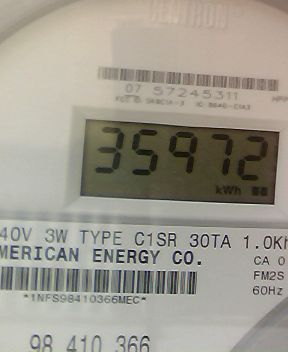 CENTRON
07 57245311
35972
kWh
40V 3W TYPE C1SR 30TA 1.0Kh
MERICAN ENERGY CO.
CA 0
FM2S
60Hz
*1NFS98410366MEC*
98 410 366